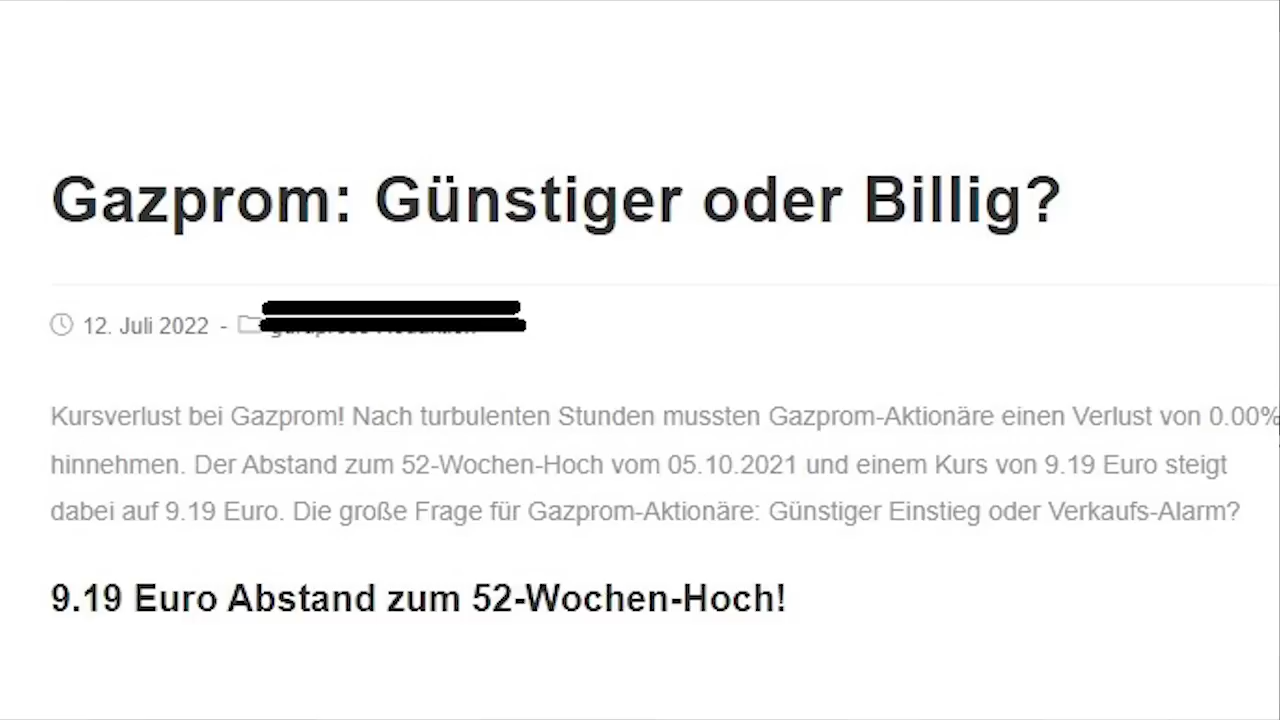 Gazprom: Günstiger oder Billig?
12. Juli 2022 -
Kursverlust bei Gazprom! Nach turbulenten Stunden mussten Gazprom-Aktionäre einen Verlust von 0.00%
hinnehmen. Der Abstand zum 52-Wochen-Hoch vom 05.10.2021 und einem Kurs von 9.19 Euro steigt
dabei auf 9.19 Euro. Die große Frage für Gazprom-Aktionäre: Günstiger Einstieg oder Verkaufs-Alarm?
9.19 Euro Abstand zum 52-Wochen-Hoch!